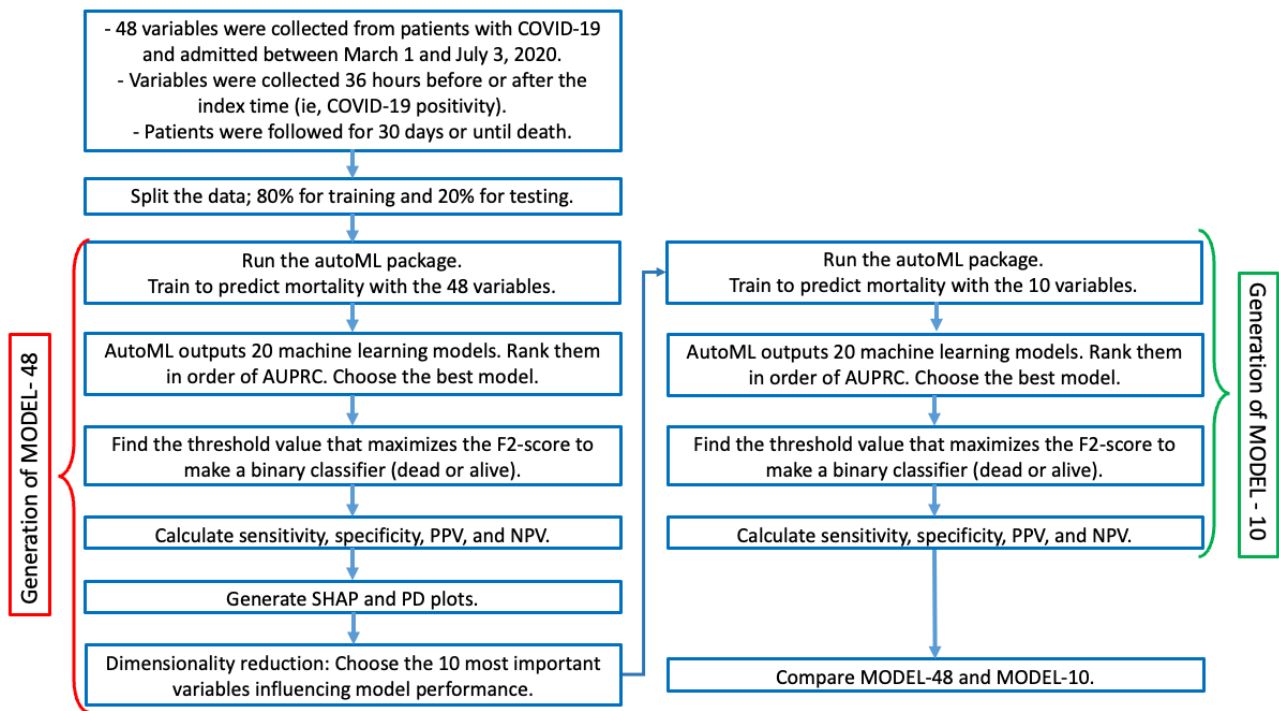 - 48 variables were collected from patients with COVID-19
and admitted between March 1 and July 3, 2020.
- Variables were collected 36 hours before or after the
index time (ie, COVID-19 positivity).
- Patients were followed for 30 days or until death.
Split the data; 80% for training and 20% for testing.
Generation of MODEL- 48
Run the autoML package.
Train to predict mortality with the 48 variables.
AutoML outputs 20 machine learning models. Rank them
in order of AUPRC. Choose the best model.
Find the threshold value that maximizes the F2-score to
make a binary classifier (dead or alive).
Calculate sensitivity, specificity, PPV, and NPV.
Generate SHAP and PD plots.
Dimensionality reduction: Choose the 10 most important
variables influencing model performance.
Run the autoML package.
Train to predict mortality with the 10 variables.
AutoML outputs 20 machine learning models. Rank them
in order of AUPRC. Choose the best model.
Find the threshold value that maximizes the F2-score to
make a binary classifier (dead or alive).
Calculate sensitivity, specificity, PPV, and NPV.
Compare MODEL-48 and MODEL-10.
Generation of MODEL - 10